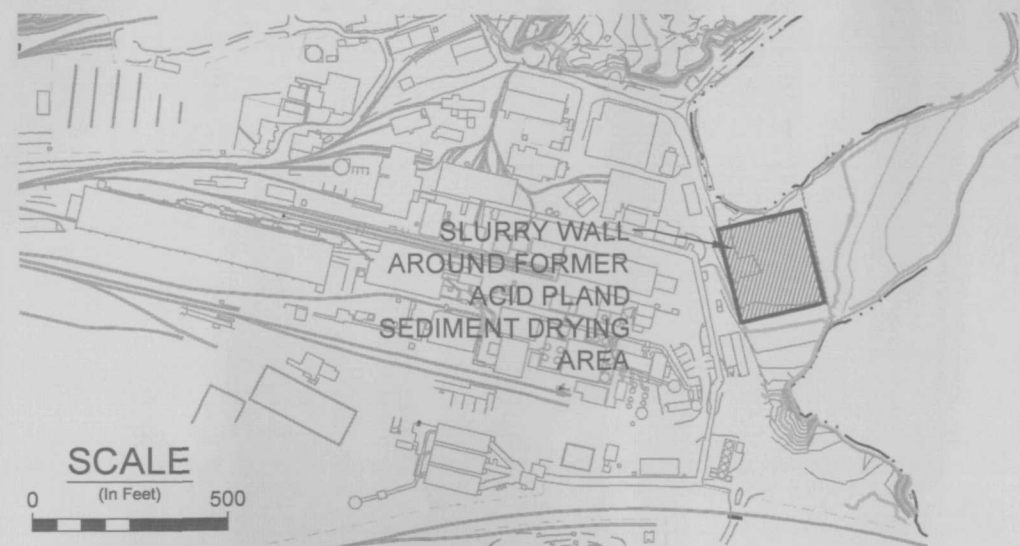 SLURRY WALL
AROUND FORMER
ACID PLAND
SEDIMENT DRYING
AREA
SCALE
(In Feet)
0 500